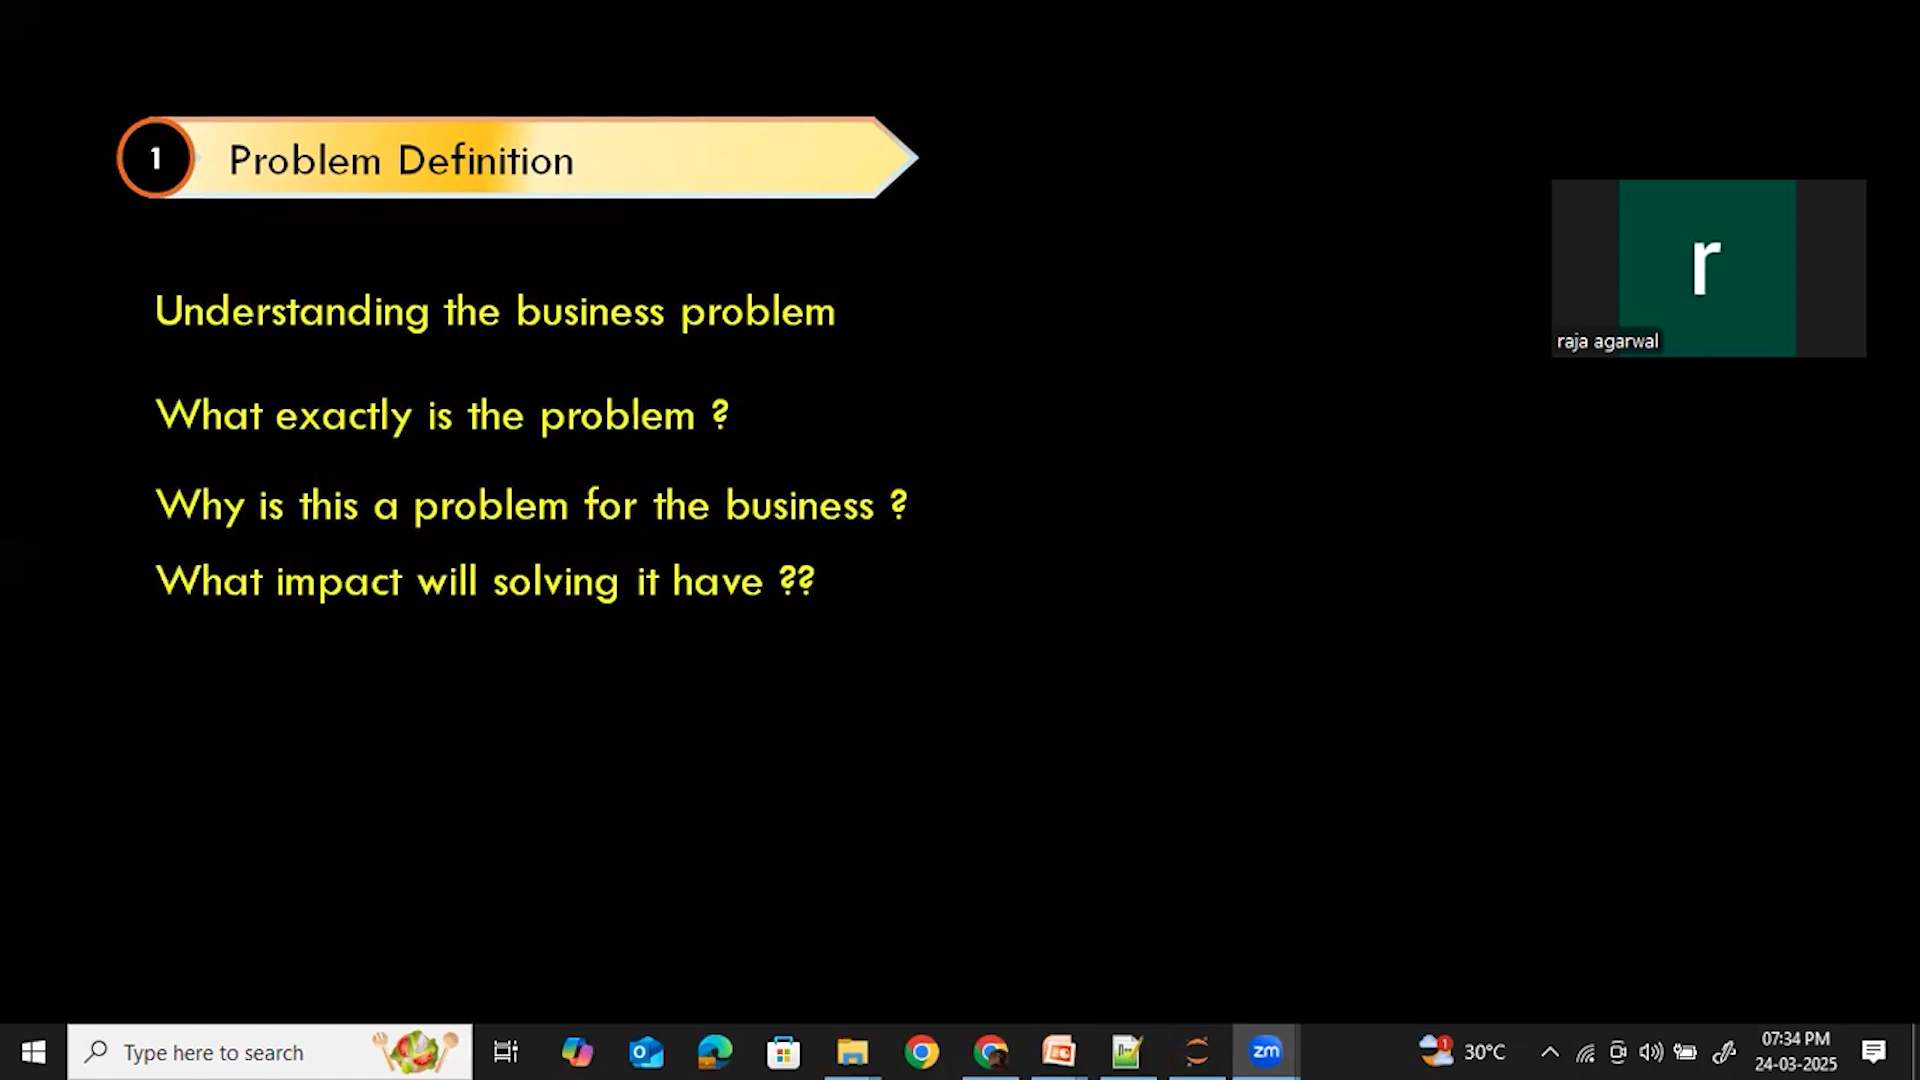 1
Problem Definition
Understanding the business problem
What exactly is the problem ?
Why is this a problem for the business ?
What impact will solving it have ??
r
raja agarwal
Type here to search
zm
1
30°C
07:34 PM
24-03-2025